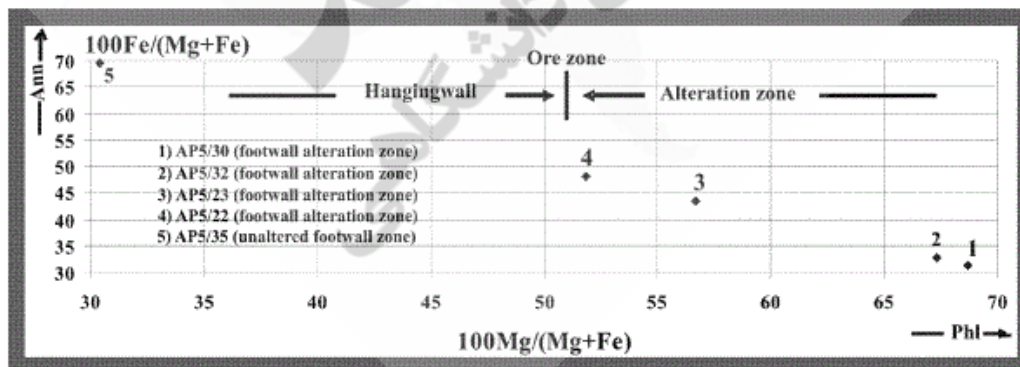 100Fe/(Mg+Fe)
Ann
Ore zone
Hangingwall
Alteration zone
70
65
60
55
50
45
40
35
30
5
4
3
2
1
1) AP5/30 (footwall alteration zone)
2) AP5/32 (footwall alteration zone)
3) AP5/23 (footwall alteration zone)
4) AP5/22 (footwall alteration zone)
5) AP5/35 (unaltered footwall zone)
30 35 40 45 50 55 60 65 70
100Mg/(Mg+Fe)
Phl